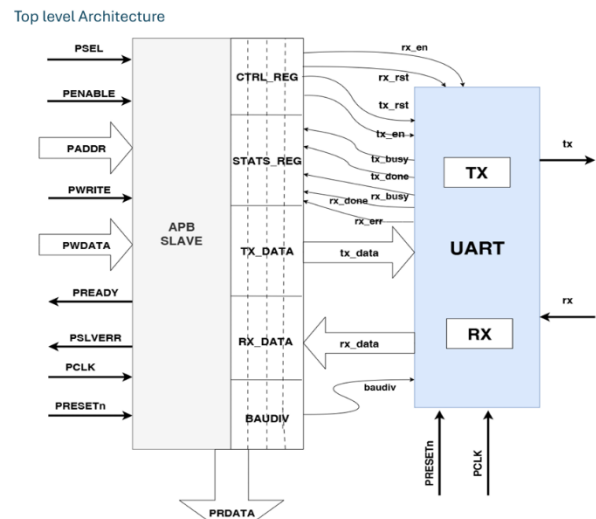 Top level Architecture
PSEL
PENABLE
PADDR
PWRITE
PWDATA
PREADY
PSLVERR
PCLK
PRESETn
APB
SLAVE
CTRL_REG
STATS_REG
TX_DATA
RX_DATA
BAUDIV
PRDATA
rx_en
rx_rst
tx_rst
tx_en
tx_busy
tx_done
rx_busy
rx_done
rx_err
tx_data
rx_data
baudiv
TX
UART
RX
tx
rx
PRESETn
PCLK